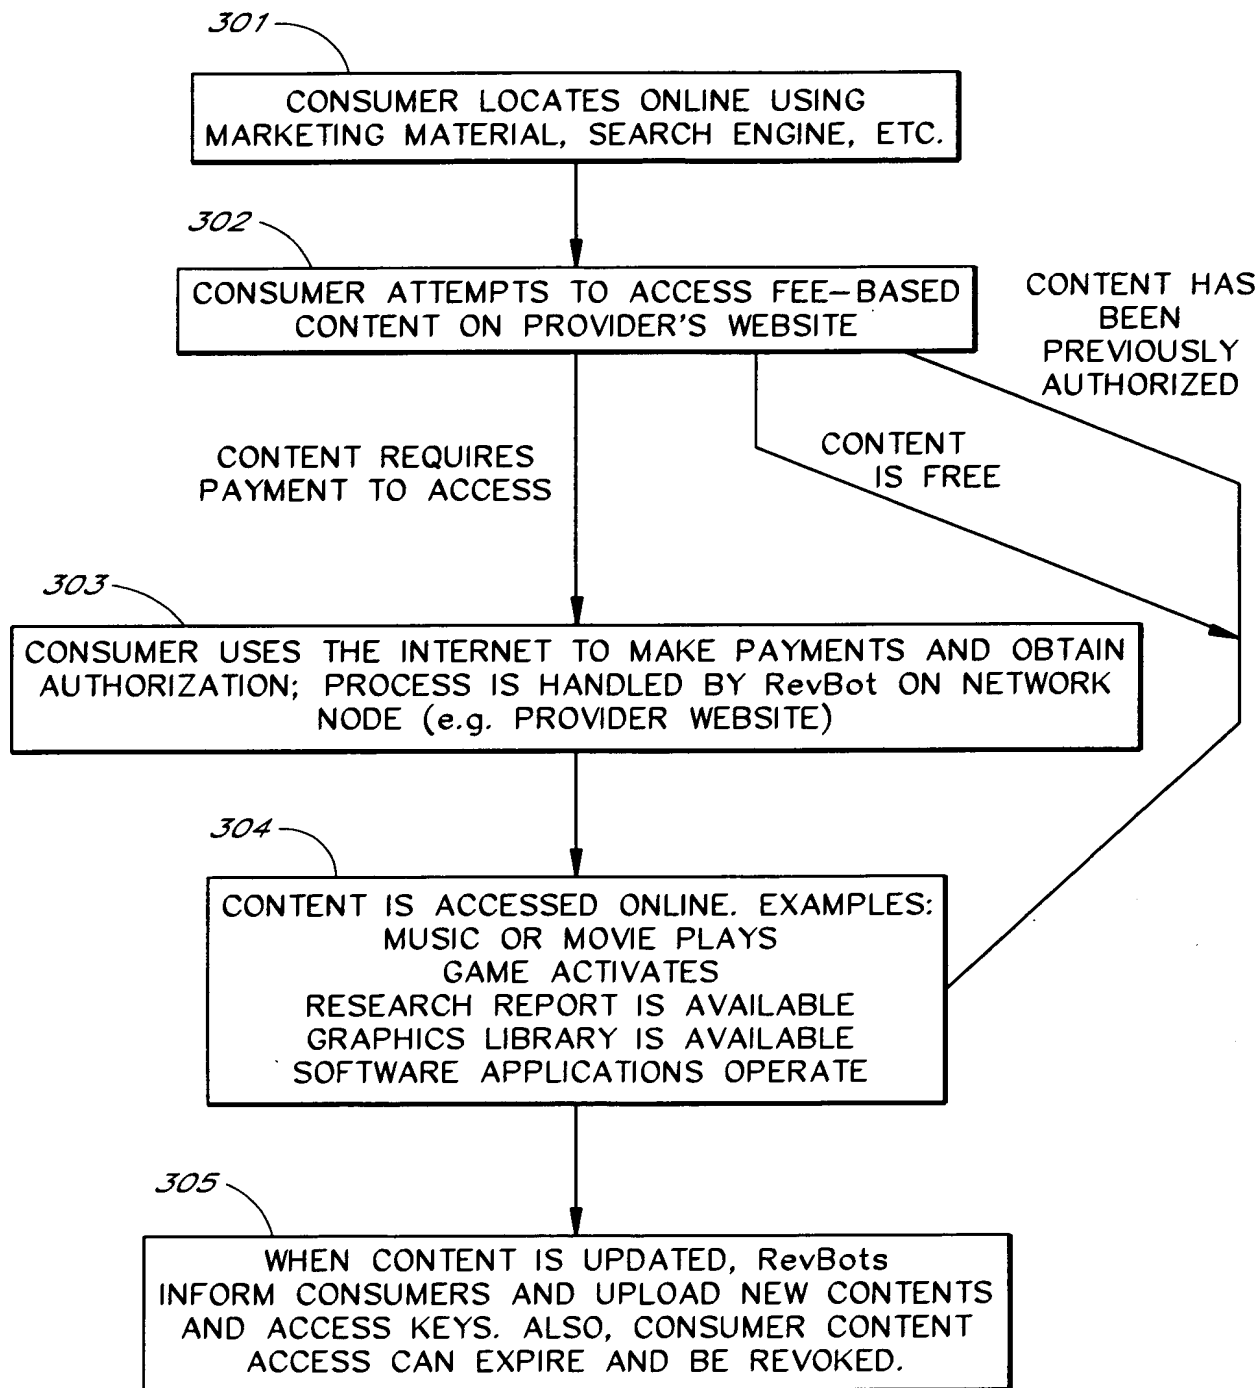 301
CONSUMER LOCATES ONLINE USING
MARKETING MATERIAL, SEARCH ENGINE, ETC.
302
CONSUMER ATTEMPTS TO ACCESS FEE–BASED
CONTENT ON PROVIDER'S WEBSITE
CONTENT HAS
BEEN
PREVIOUSLY
AUTHORIZED
CONTENT REQUIRES
PAYMENT TO ACCESS
CONTENT
IS FREE
303
CONSUMER USES THE INTERNET TO MAKE PAYMENTS AND OBTAIN
AUTHORIZATION; PROCESS IS HANDLED BY RevBot ON NETWORK
NODE (e.g. PROVIDER WEBSITE)
304
CONTENT IS ACCESSED ONLINE. EXAMPLES:
MUSIC OR MOVIE PLAYS
GAME ACTIVATES
RESEARCH REPORT IS AVAILABLE
GRAPHICS LIBRARY IS AVAILABLE
SOFTWARE APPLICATIONS OPERATE
305
WHEN CONTENT IS UPDATED, RevBots
INFORM CONSUMERS AND UPLOAD NEW CONTENTS
AND ACCESS KEYS. ALSO, CONSUMER CONTENT
ACCESS CAN EXPIRE AND BE REVOKED.